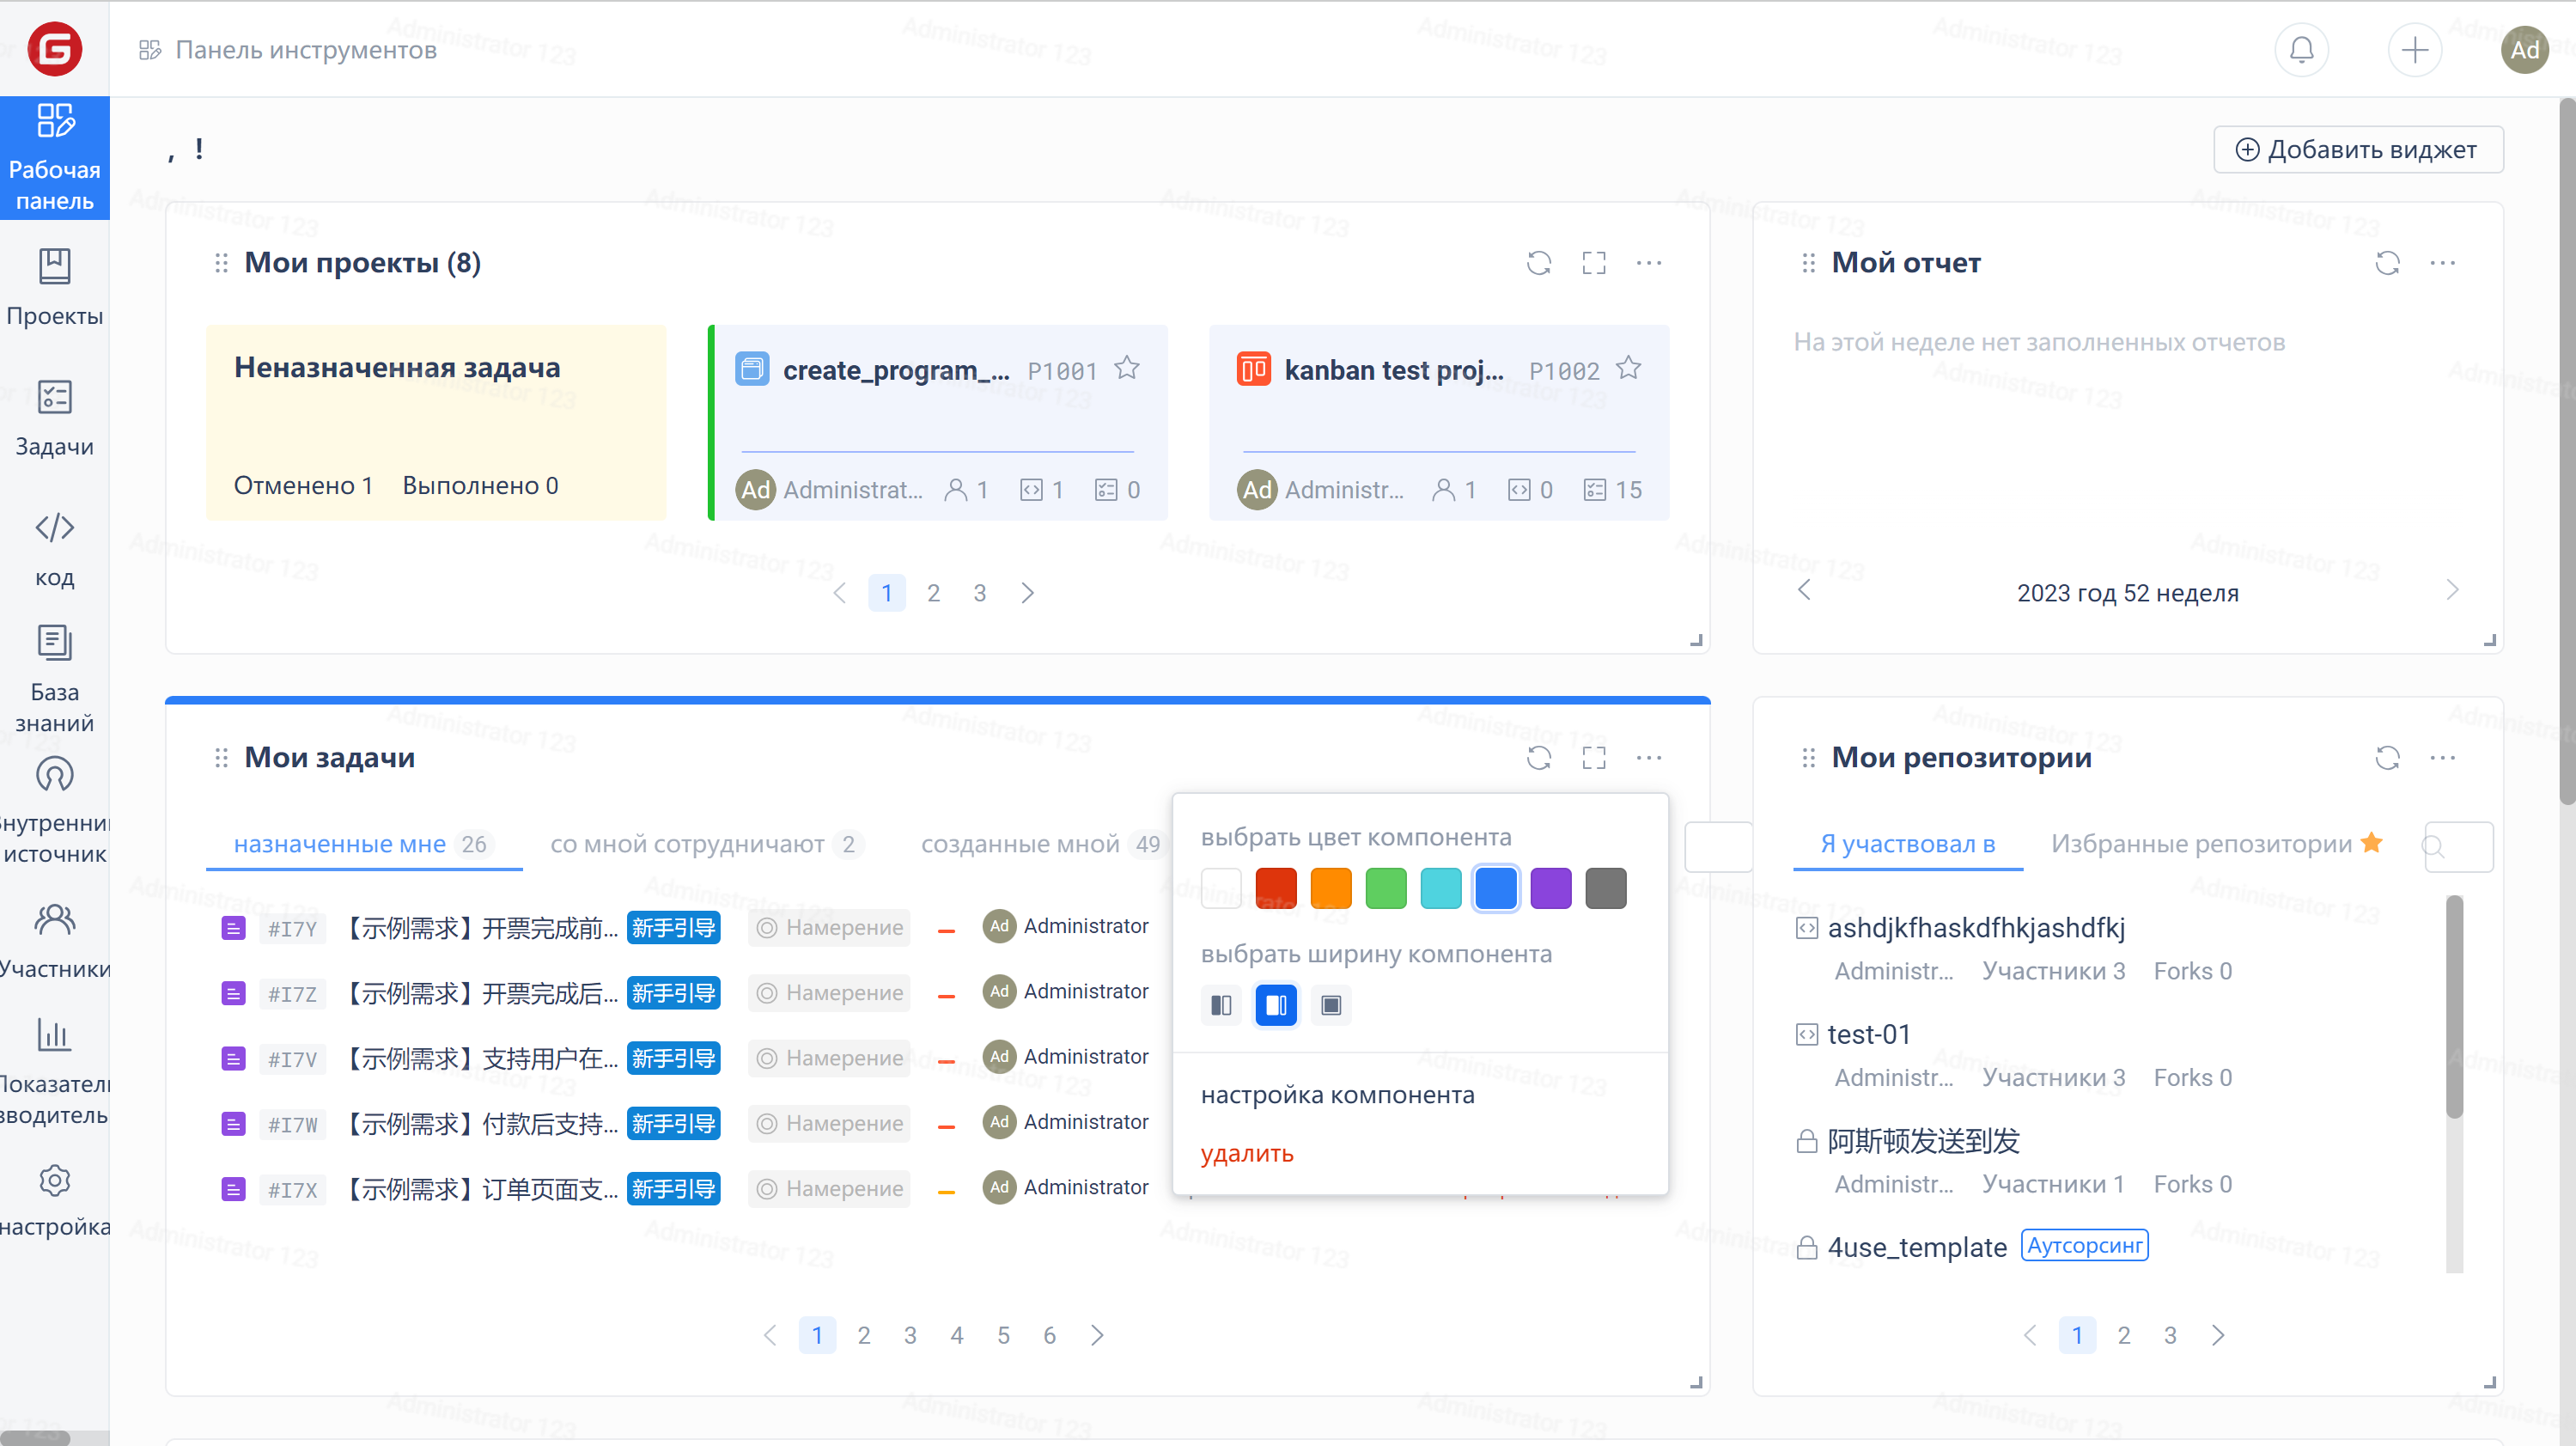 Панель инструментов
Ad
Рабочая панель
Проекты
Задачи
код
База знаний
нутренни
источник
Участники
оказател
зводитель
настройка
, !
Добавить виджет
Мои проекты (8)
Неназначенная задача
Отменено 1 Выполнено 0
create_program_... P1001
Ad Administrat... 1 1 0
kanban test proj... P1002
Ad Administr... 1 0 15
1 2 3
Мой отчет
На этой неделе нет заполненных отчетов
2023 год 52 неделя
Мои задачи
назначенные мне 26 со мной сотрудничают 2 созданные мной 49
#I7Y 【示例需求】开票完成前... 新手引导 Намерение Ad Administrator
#I7Z 【示例需求】开票完成后... 新手引导 Намерение Ad Administrator
#I7V 【示例需求】支持用户在... 新手引导 Намерение Ad Administrator
#I7W 【示例需求】付款后支持... 新手引导 Намерение Ad Administrator
#I7X 【示例需求】订单页面支... 新手引导 Намерение Ad Administrator
1 2 3 4 5 6
выбрать цвет компонента
выбрать ширину компонента
настройка компонента
удалить
Мои репозитории
Я участвовал в Избранные репозитории
ashdjkfhaskdfhkjashdfkj
Administr... Участники 3 Forks 0
test-01
Administr... Участники 3 Forks 0
阿斯顿发送到发
Administr... Участники 1 Forks 0
4use_template Аутсорсинг
1 2 3
Administrator 123